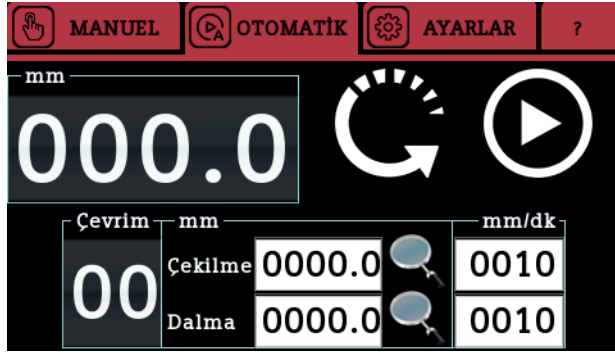 MANUEL A OTOMATİK AYARLAR ?
mm
000.0
Çevrim mm mm/dk
00
Çekilme 0000.0 0010
Dalma 0000.0 0010